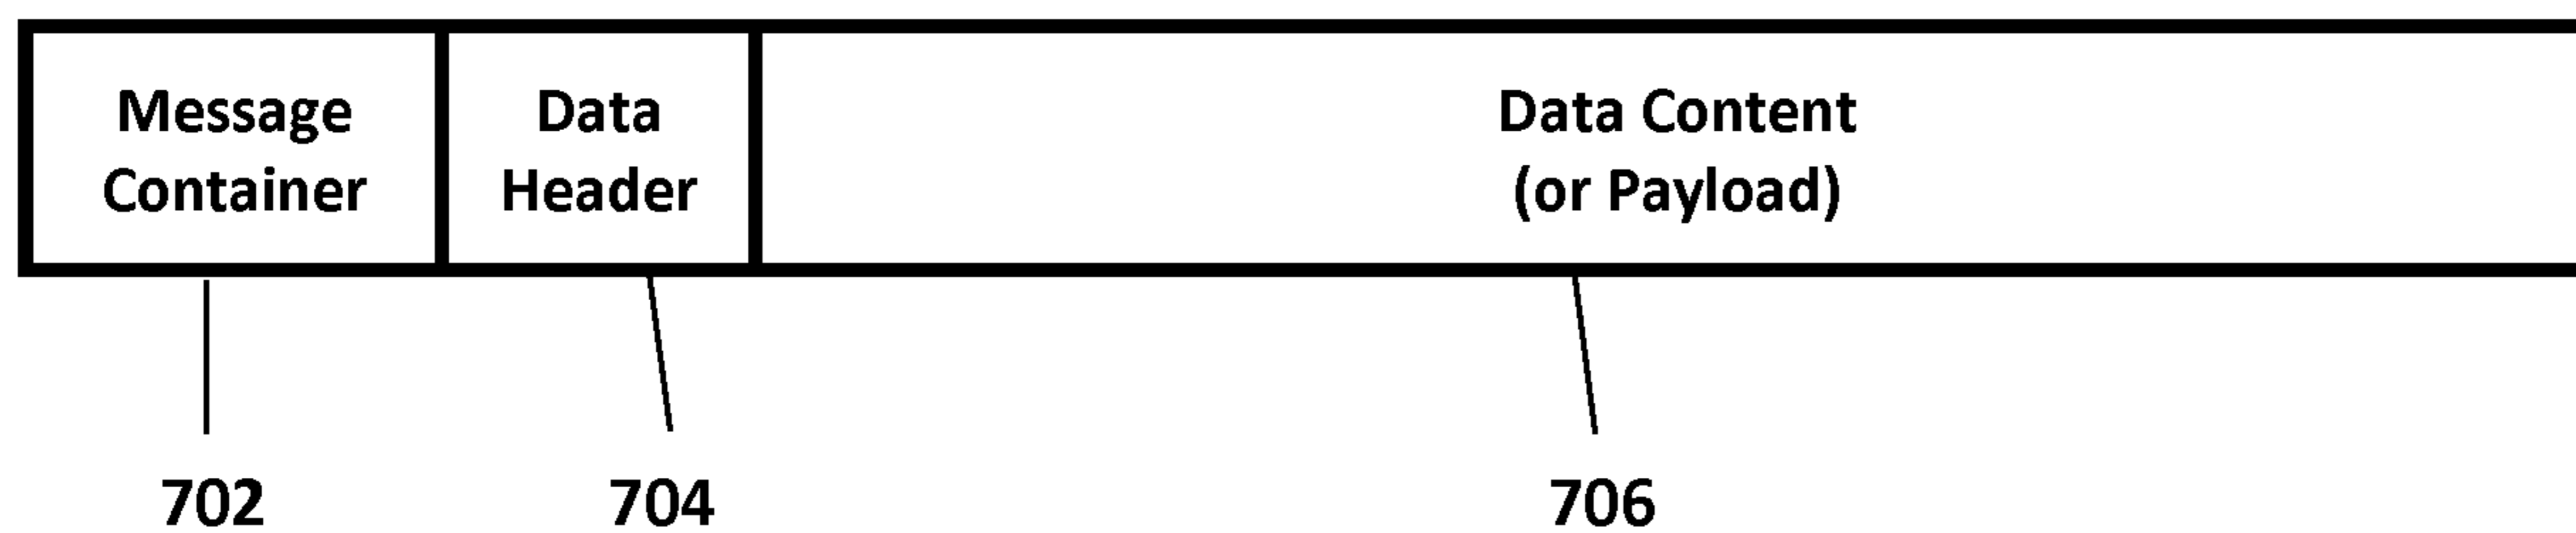 Message
Container
Data
Header
Data Content
(or Payload)
702
704
706